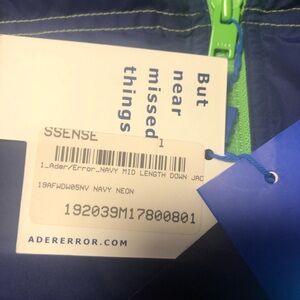 But
near
missed
things
SSENSE
1
1_Ader/Error_NAVY MID LENGTH DOWN JAC
19AFWDW05NV NAVY NEON
192039M17800801
ADERERROR.COM